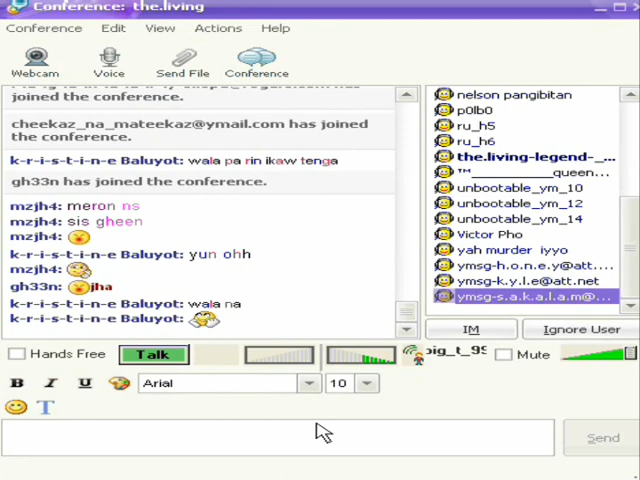 Conference: the.living
Conference Edit View Actions Help
Webcam Voice Send File Conference
joined the conference.
cheekaz_na_mateekaz@ymail.com has joined
the conference.
k-r-i-s-t-i-n-e Baluyot: wala pa rin ikaw tenga
gh33n has joined the conference.
mzjh4: meron ns
mzjh4: sis gheen
mzjh4:
k-r-i-s-t-i-n-e Baluyot: yun ohh
mzjh4:
gh33n: jha
k-r-i-s-t-i-n-e Baluyot: wala na
k-r-i-s-t-i-n-e Baluyot:
nelson pangibitan
p0lb0
ru_h5
ru_h6
the.living-legend-_...
™__________queen...
unbootable_ym_10
unbootable_ym_12
unbootable_ym_14
Victor Pho
yah murder iyyo
ymsg-h.o.n.e.y@att....
ymsg-k.y.l.e@att.net
ymsg-s.a.k.a.l.a.m@...
IM Ignore User
Hands Free Talk big_t_99 Mute
B I U Arial 10
T
Send